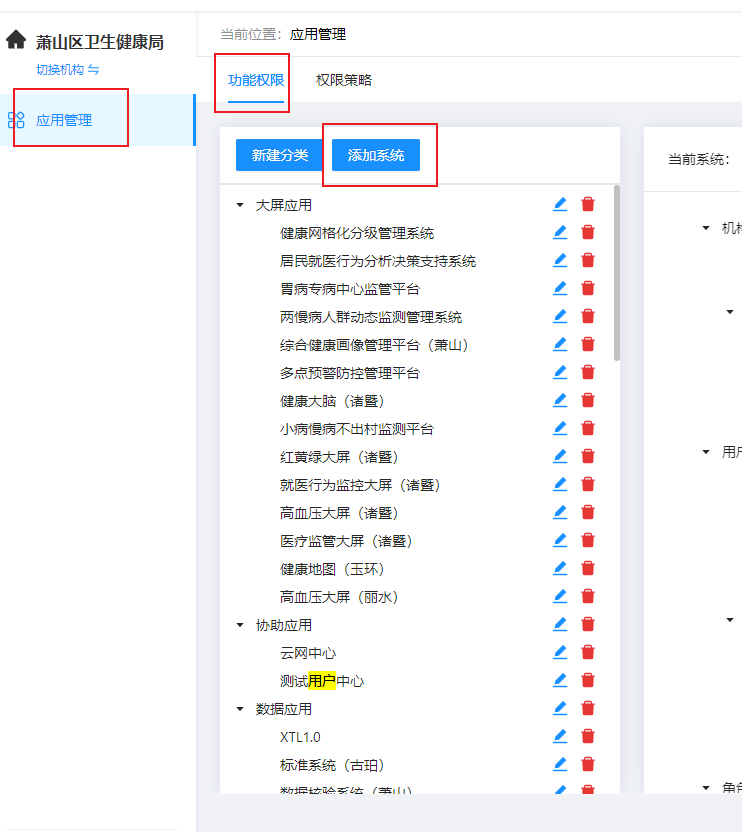 萧山区卫生健康局
切换机构
应用管理
当前位置：应用管理
功能权限 权限策略
新建分类 添加系统
大屏应用
健康网格化分级管理系统
居民就医行为分析决策支持系统
胃病专病中心监管平台
两慢病人群动态监测管理系统
综合健康画像管理平台（萧山）
多点预警防控管理平台
健康大脑（诸暨）
小病慢病不出村监测平台
红黄绿大屏（诸暨）
就医行为监控大屏（诸暨）
高血压大屏（诸暨）
医疗监管大屏（诸暨）
健康地图（玉环）
高血压大屏（丽水）
协助应用
云网中心
测试用户中心
数据应用
XTL1.0
标准系统（古珀）
数据核验系统（萧山）
当前系统：
机构
用户
角色